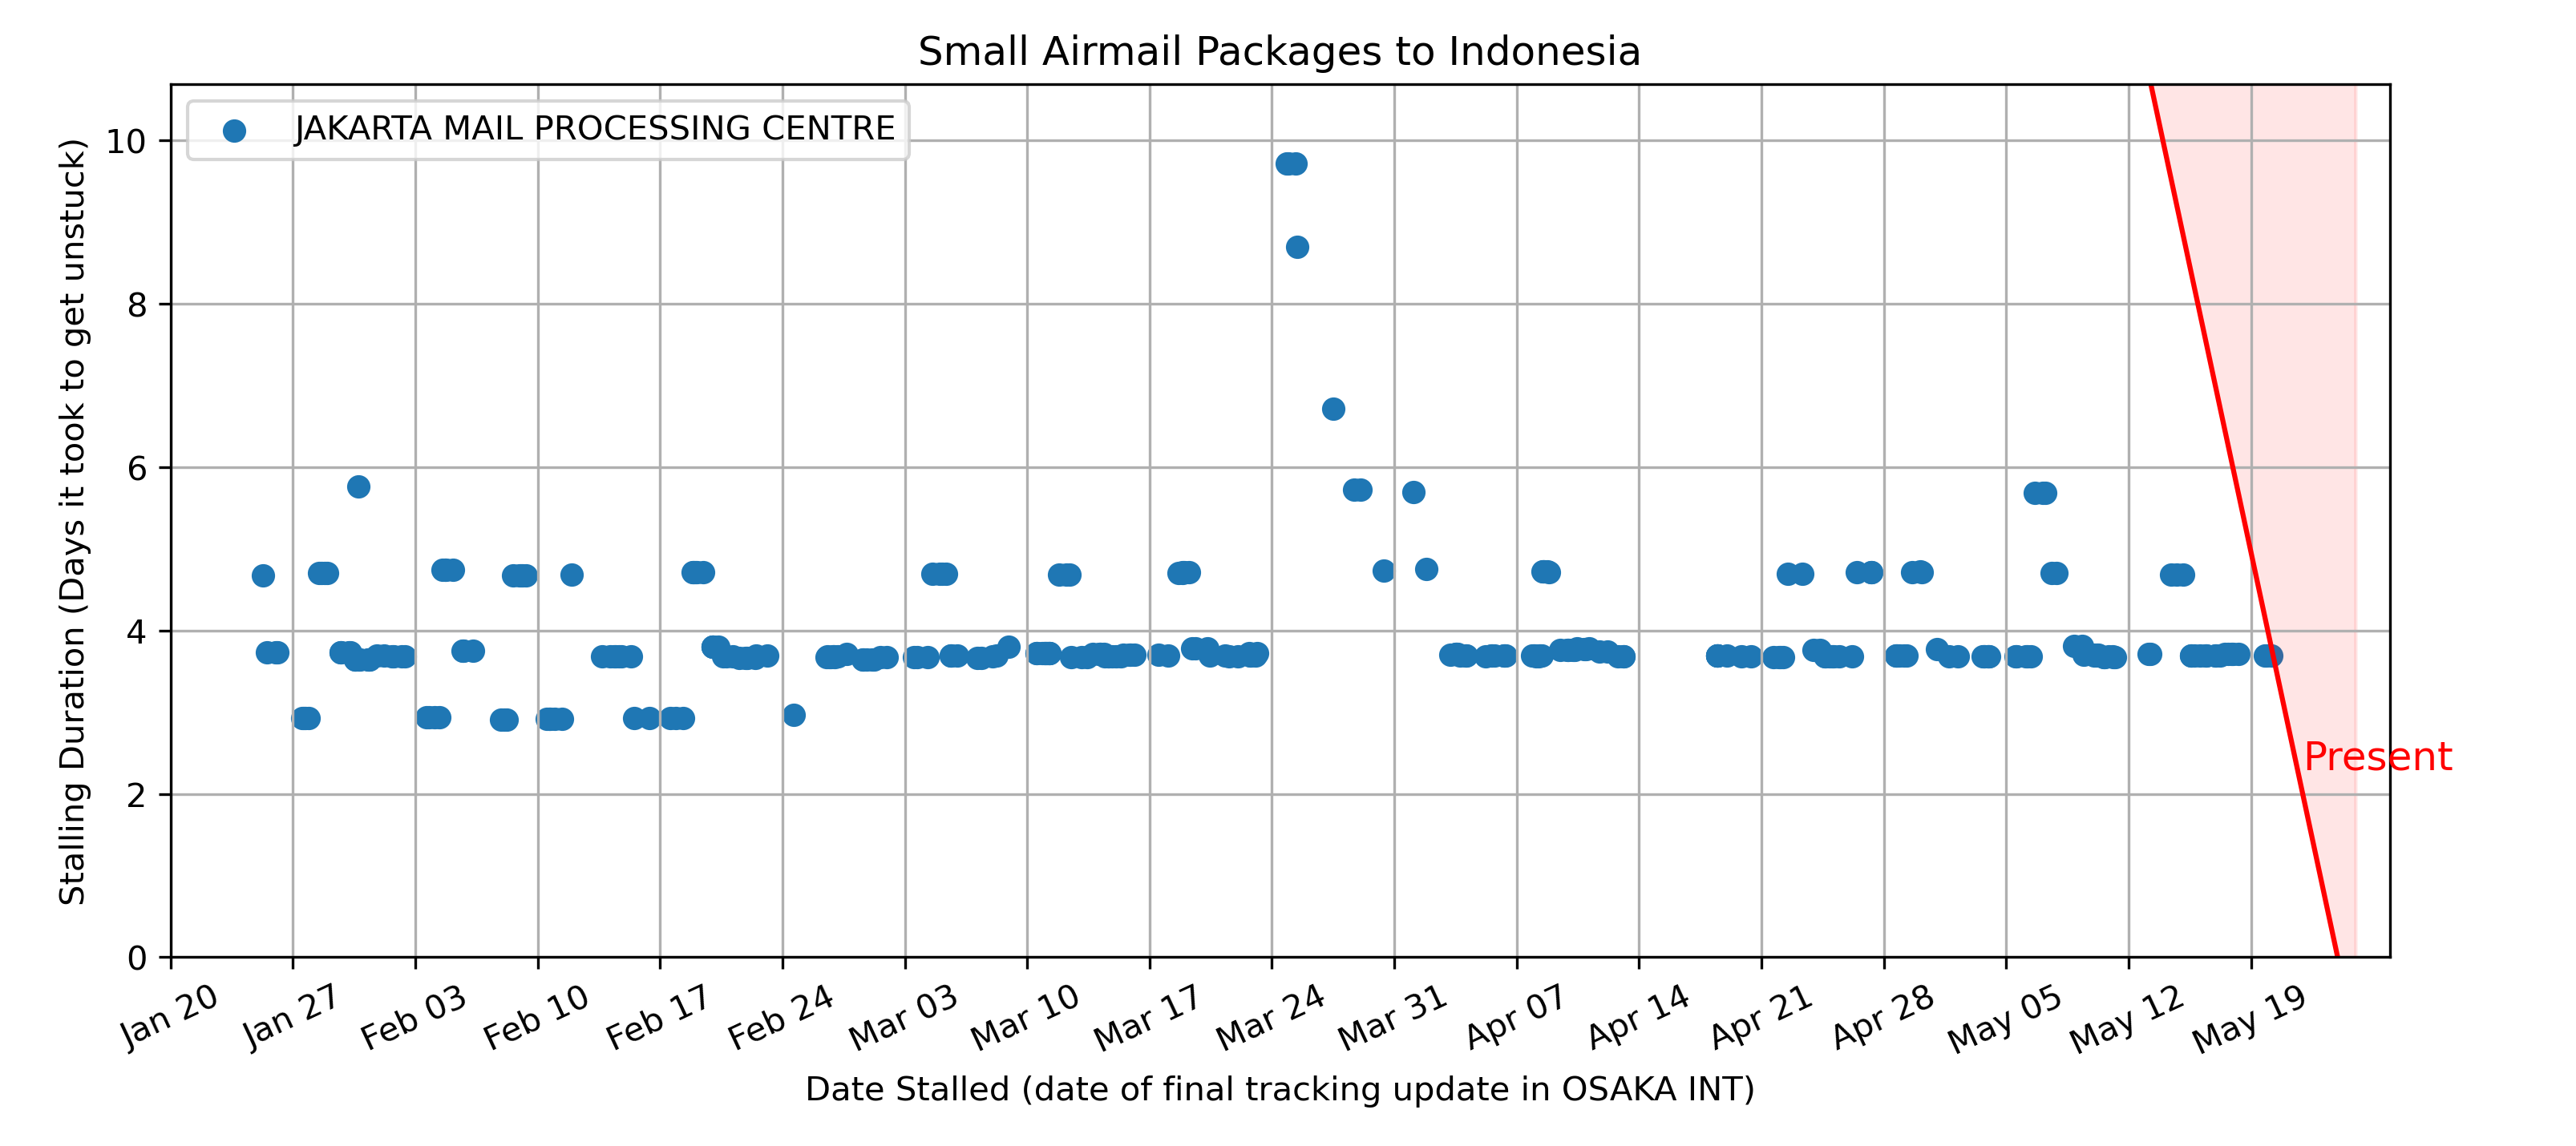 Small Airmail Packages to Indonesia
JAKARTA MAIL PROCESSING CENTRE
Stalling Duration (Days it took to get unstuck)
10
8
6
4
2
0
Present
Jan 20
Jan 27
Feb 03
Feb 10
Feb 17
Feb 24
Mar 03
Mar 10
Mar 17
Mar 24
Mar 31
Apr 07
Apr 14
Apr 21
Apr 28
May 05
May 12
May 19
Date Stalled (date of final tracking update in OSAKA INT)